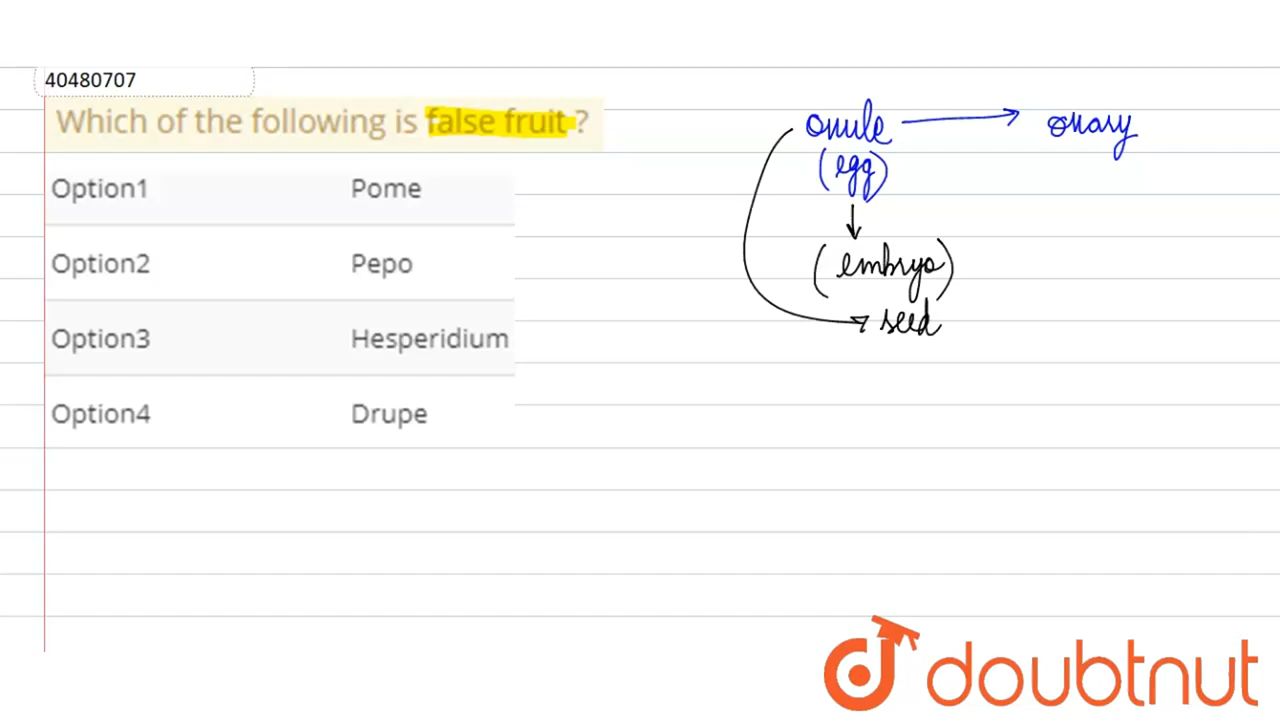 40480707
Which of the following is false fruit ?
Option1 Pome
Option2 Pepo
Option3 Hesperidium
Option4 Drupe
ovule → ovary
(egg)
↓
(embryo)
→ seed
doubtnut